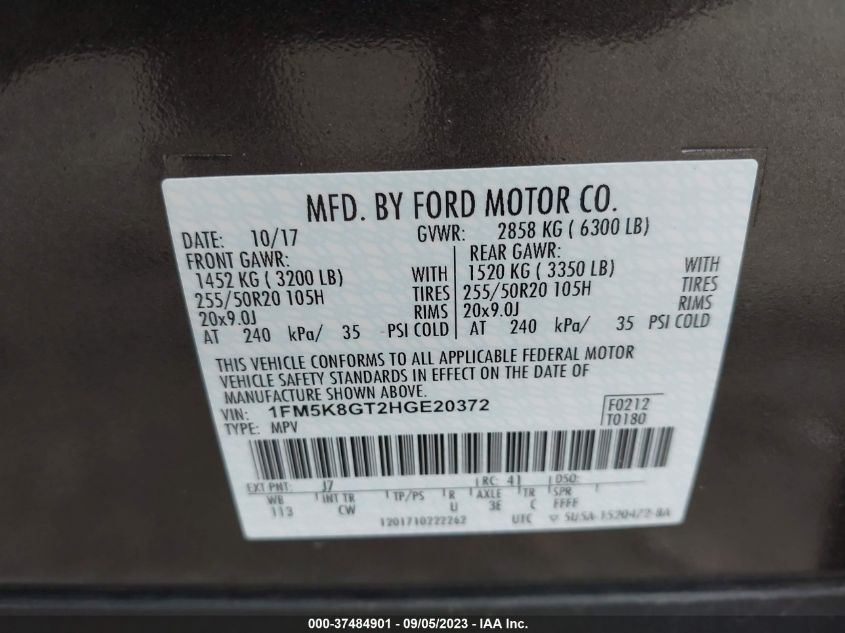 MFD. BY FORD MOTOR CO.
DATE: 10/17 GVWR: 2858 KG ( 6300 LB)
FRONT GAWR: REAR GAWR:
1452 KG ( 3200 LB) WITH 1520 KG ( 3350 LB) WITH
255/50R20 105H TIRES 255/50R20 105H TIRES
20x9.0J RIMS 20x9.0J RIMS
AT 240 kPa/ 35 PSI COLD AT 240 kPa/ 35 PSI COLD
THIS VEHICLE CONFORMS TO ALL APPLICABLE FEDERAL MOTOR
VEHICLE SAFETY STANDARDS IN EFFECT ON THE DATE OF
MANUFACTURE SHOWN ABOVE.
VIN: 1FM5K8GT2HGE20372 F0212
TYPE: MPV T0180
EXT PNT: J7 RC: 41 DSO:
WB INT TR TP/PS R AXLE TR SPR
113 CW U 3E C FFFF
1201710222262 UTC ▽ 5U5A-1520472-BA
000-37484901 - 09/05/2023 - IAA Inc.